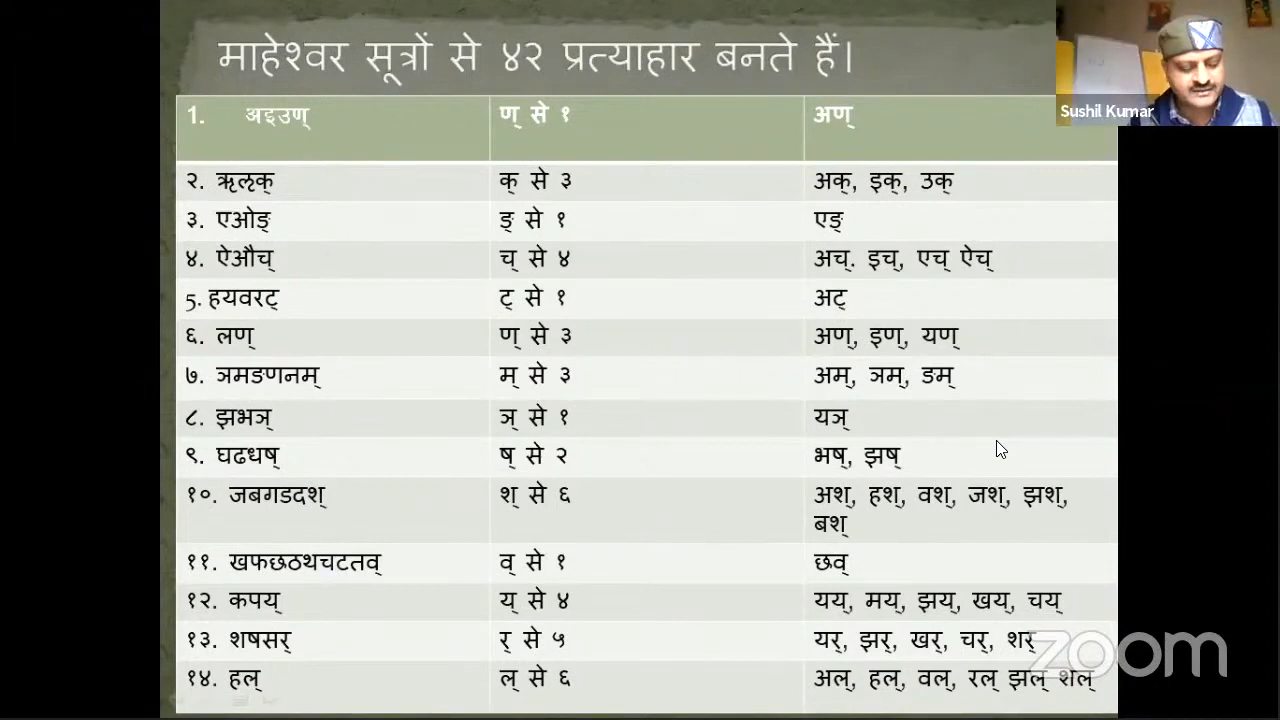 माहेश्वर सूत्रों से ४२ प्रत्याहार बनते हैं।
Sushil Kumar
1. अइउण् ण् से १ अण्
२. ऋऌक् क् से ३ अक्, इक्, उक्
३. एओङ् ङ् से १ एङ्
४. ऐऔच् च् से ४ अच्. इच्, एच् ऐच्
5. हयवरट् ट् से १ अट्
६. लण् ण् से ३ अण्, इण्, यण्
७. ञमङणनम् म् से ३ अम्, ञम्, ङम्
८. झभञ् ञ् से १ यञ्
९. घढधष् ष् से २ भष्, झष्
१०. जबगडदश् श् से ६ अश्, हश्, वश्, जश्, झश्,
बश्
११. खफछठथचटतव् व् से १ छव्
१२. कपय् य् से ४ यय्, मय्, झय्, खय्, चय्
१३. शषसर् र् से ५ यर्, झर्, खर्, चर्, शर्
१४. हल् ल् से ६ अल्, हल्, वल्, रल् झल् शल्
zoom